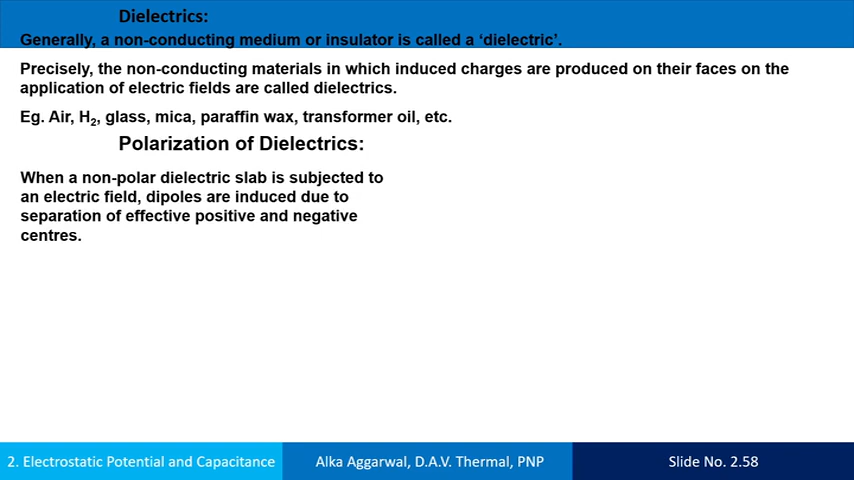 Dielectrics:
Generally, a non-conducting medium or insulator is called a ‘dielectric’.
Precisely, the non-conducting materials in which induced charges are produced on their faces on the
application of electric fields are called dielectrics.
Eg. Air, H2, glass, mica, paraffin wax, transformer oil, etc.
Polarization of Dielectrics:
When a non-polar dielectric slab is subjected to
an electric field, dipoles are induced due to
separation of effective positive and negative
centres.
2. Electrostatic Potential and Capacitance
Alka Aggarwal, D.A.V. Thermal, PNP
Slide No. 2.58